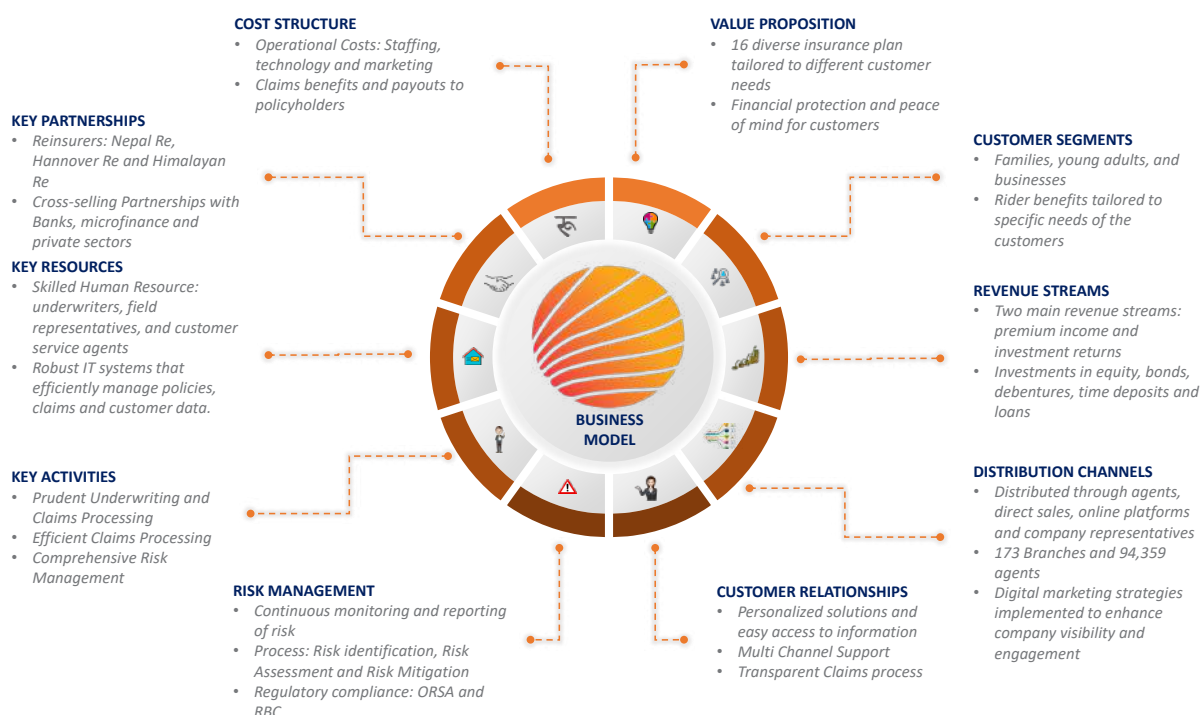 COST STRUCTURE
• Operational Costs: Staffing,
technology and marketing
• Claims benefits and payouts to
policyholders
VALUE PROPOSITION
• 16 diverse insurance plan
tailored to different customer
needs
• Financial protection and peace
of mind for customers
KEY PARTNERSHIPS
• Reinsurers: Nepal Re,
Hannover Re and Himalayan
Re
• Cross-selling Partnerships with
Banks, microfinance and
private sectors
CUSTOMER SEGMENTS
• Families, young adults, and
businesses
• Rider benefits tailored to
specific needs of the
customers
KEY RESOURCES
• Skilled Human Resource:
underwriters, field
representatives, and customer
service agents
• Robust IT systems that
efficiently manage policies,
claims and customer data.
REVENUE STREAMS
• Two main revenue streams:
premium income and
investment returns
• Investments in equity, bonds,
debentures, time deposits and
loans
रू
BUSINESS
MODEL
KEY ACTIVITIES
• Prudent Underwriting and
Claims Processing
• Efficient Claims Processing
• Comprehensive Risk
Management
DISTRIBUTION CHANNELS
• Distributed through agents,
direct sales, online platforms
and company representatives
• 173 Branches and 94,359
agents
• Digital marketing strategies
implemented to enhance
company visibility and
engagement
RISK MANAGEMENT
• Continuous monitoring and reporting
of risk
• Process: Risk identification, Risk
Assessment and Risk Mitigation
• Regulatory compliance: ORSA and
RBC
CUSTOMER RELATIONSHIPS
• Personalized solutions and
easy access to information
• Multi Channel Support
• Transparent Claims process